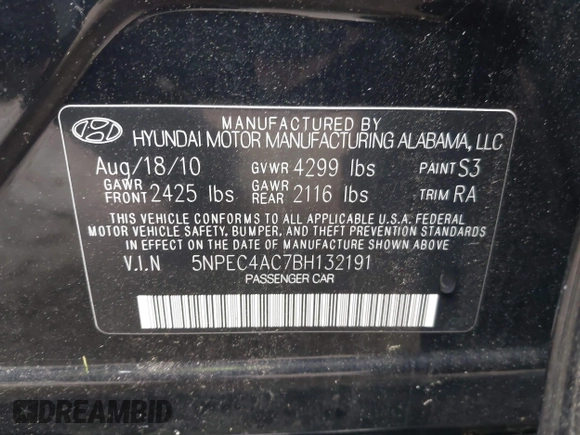 MANUFACTURED BY
HYUNDAI MOTOR MANUFACTURING ALABAMA, LLC
Aug/18/10 GVWR 4299 lbs PAINT S3
GAWR FRONT 2425 lbs GAWR REAR 2116 lbs TRIM RA
THIS VEHICLE CONFORMS TO ALL APPLICABLE U.S.A. FEDERAL
MOTOR VEHICLE SAFETY, BUMPER, AND THEFT PREVENTION STANDARDS
IN EFFECT ON THE DATE OF MANUFACTURE SHOWN ABOVE.
V.I.N 5NPEC4AC7BH132191
PASSENGER CAR
DREAMBID